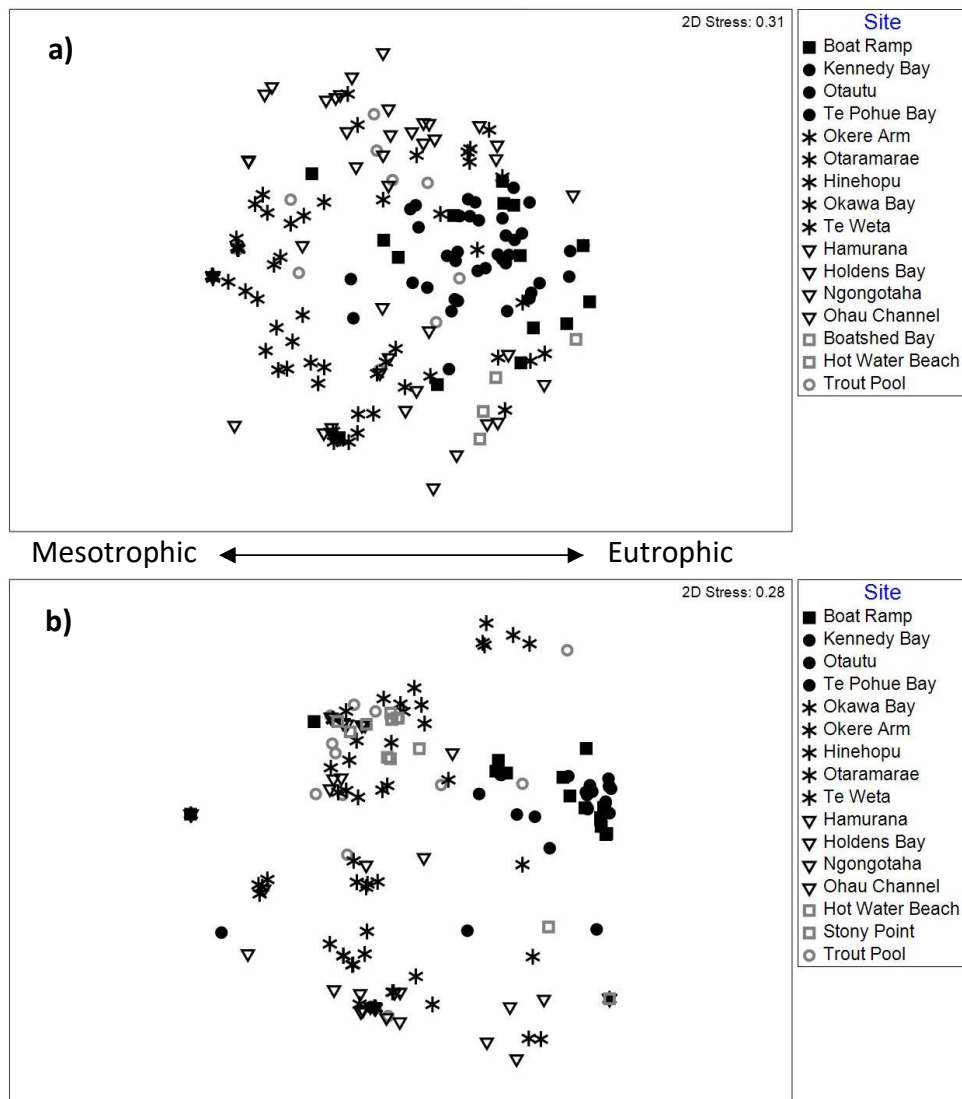 2D Stress: 0.31
a)
Site
Boat Ramp
Kennedy Bay
Otautu
Te Pohue Bay
Okere Arm
Otaramarae
Hinehopu
Okawa Bay
Te Weta
Hamurana
Holdens Bay
Ngongotaha
Ohau Channel
Boatshed Bay
Hot Water Beach
Trout Pool
Mesotrophic Eutrophic
2D Stress: 0.28
b)
Site
Boat Ramp
Kennedy Bay
Otautu
Te Pohue Bay
Okawa Bay
Okere Arm
Hinehopu
Otaramarae
Te Weta
Hamurana
Holdens Bay
Ngongotaha
Ohau Channel
Hot Water Beach
Stony Point
Trout Pool